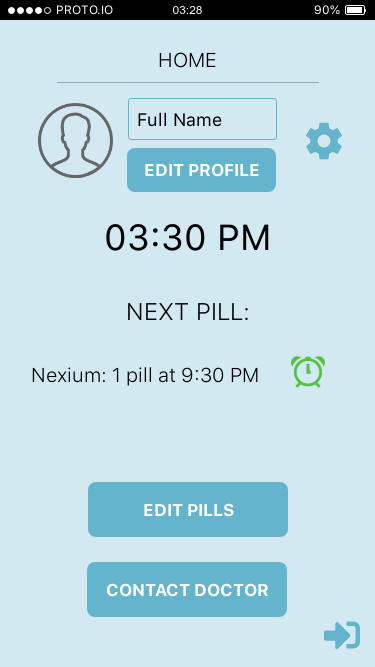 PROTO.IO 03:28 90%
HOME
Full Name
EDIT PROFILE
03:30 PM
NEXT PILL:
Nexium: 1 pill at 9:30 PM
EDIT PILLS
CONTACT DOCTOR